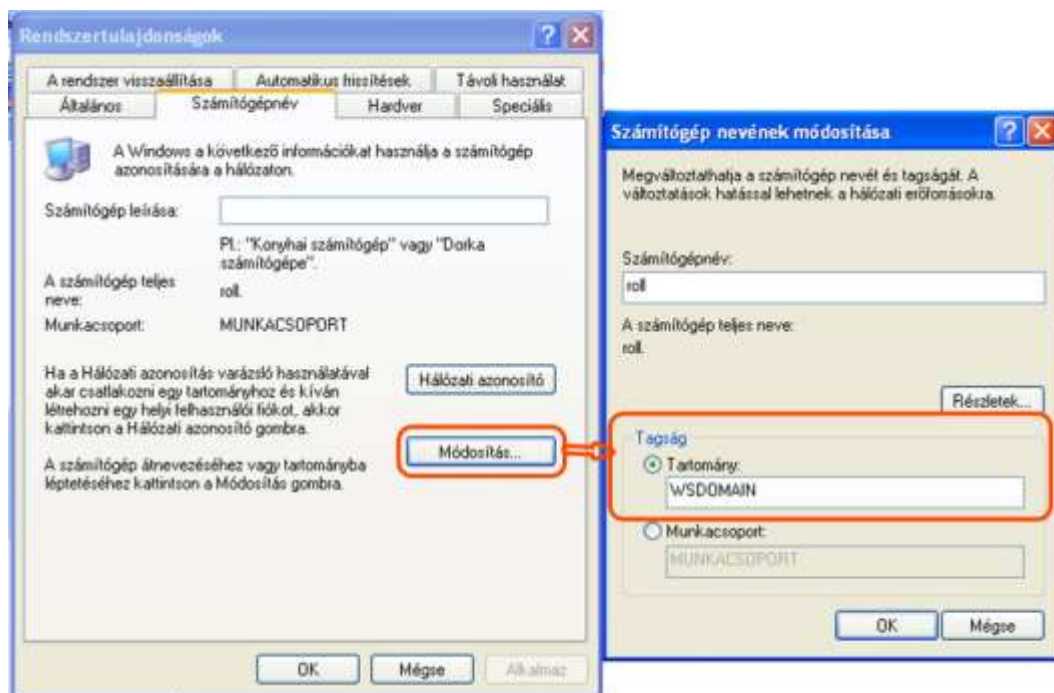 Rendszertulajdonságok
A rendszer visszaállítása
Automatikus frissítések
Távoli használat
Általános
Számítógépnév
Hardver
Speciális
A Windows a következő információkat használja a számítógép
azonosítására a hálózaton.
Számítógép leírása:
Pl.: "Konyhai számítógép" vagy "Dorka
számítógépe".
A számítógép teljes
neve:
roll.
Munkacsoport:
MUNKACSOPORT
Ha a Hálózati azonosítás varázsló használatával
akar csatlakozni egy tartományhoz és kíván
létrehozni egy helyi felhasználói fiókot, akkor
kattintson a Hálózati azonosító gombra.
Hálózati azonosító
A számítógép átnevezéséhez vagy tartományba
léptetéséhez kattintson a Módosítás gombra.
Módosítás...
OK
Mégse
Alkalmaz
Számítógép nevének módosítása
Megváltoztathatja a számítógép nevét és tagságát. A
változtatások hatással lehetnek a hálózati erőforrásokra.
Számítógépnév:
roll
A számítógép teljes neve:
roll.
Részletek...
Tagság
Tartomány:
WSDOMAIN
Munkacsoport:
MUNKACSOPORT
OK
Mégse